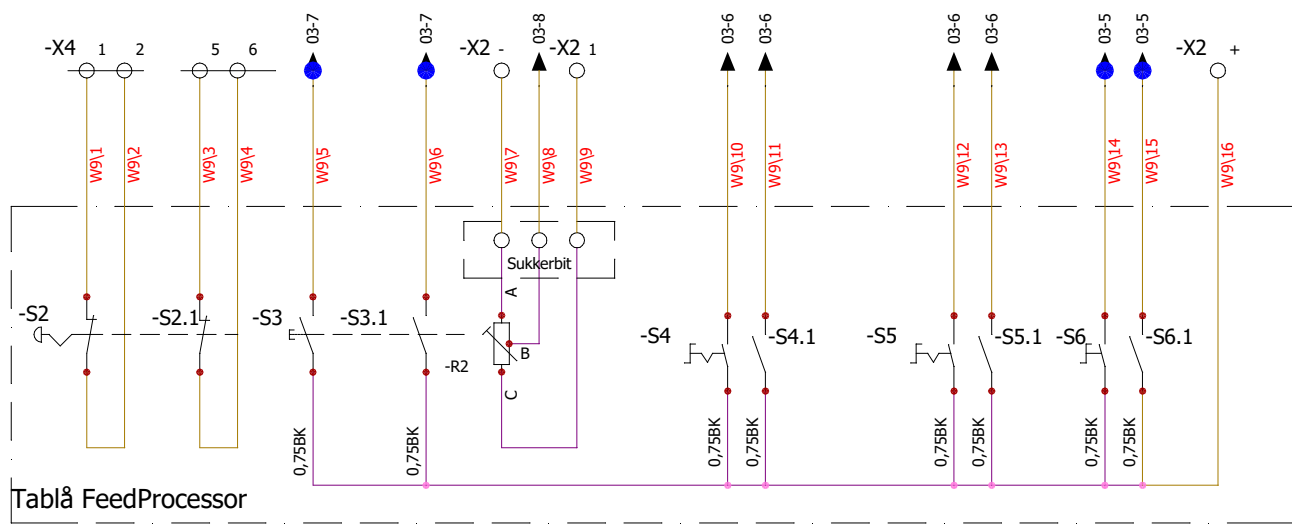 -X4 1 2 5 6 03-7 03-7 -X2 - 03-8 -X2 1 03-6 03-6 03-6 03-6 03-5 03-5 -X2 +
W9\1 W9\2 W9\3 W9\4 W9\5 W9\6 W9\7 W9\8 W9\9 W9\10 W9\11 W9\12 W9\13 W9\14 W9\15 W9\16
Sukkerbit
A
-S2 -S2.1 -S3 -S3.1 -S4 -S4.1 -S5 -S5.1 -S6 -S6.1
B
-R2
C
0,75BK 0,75BK 0,75BK 0,75BK 0,75BK 0,75BK 0,75BK 0,75BK
Tablå FeedProcessor